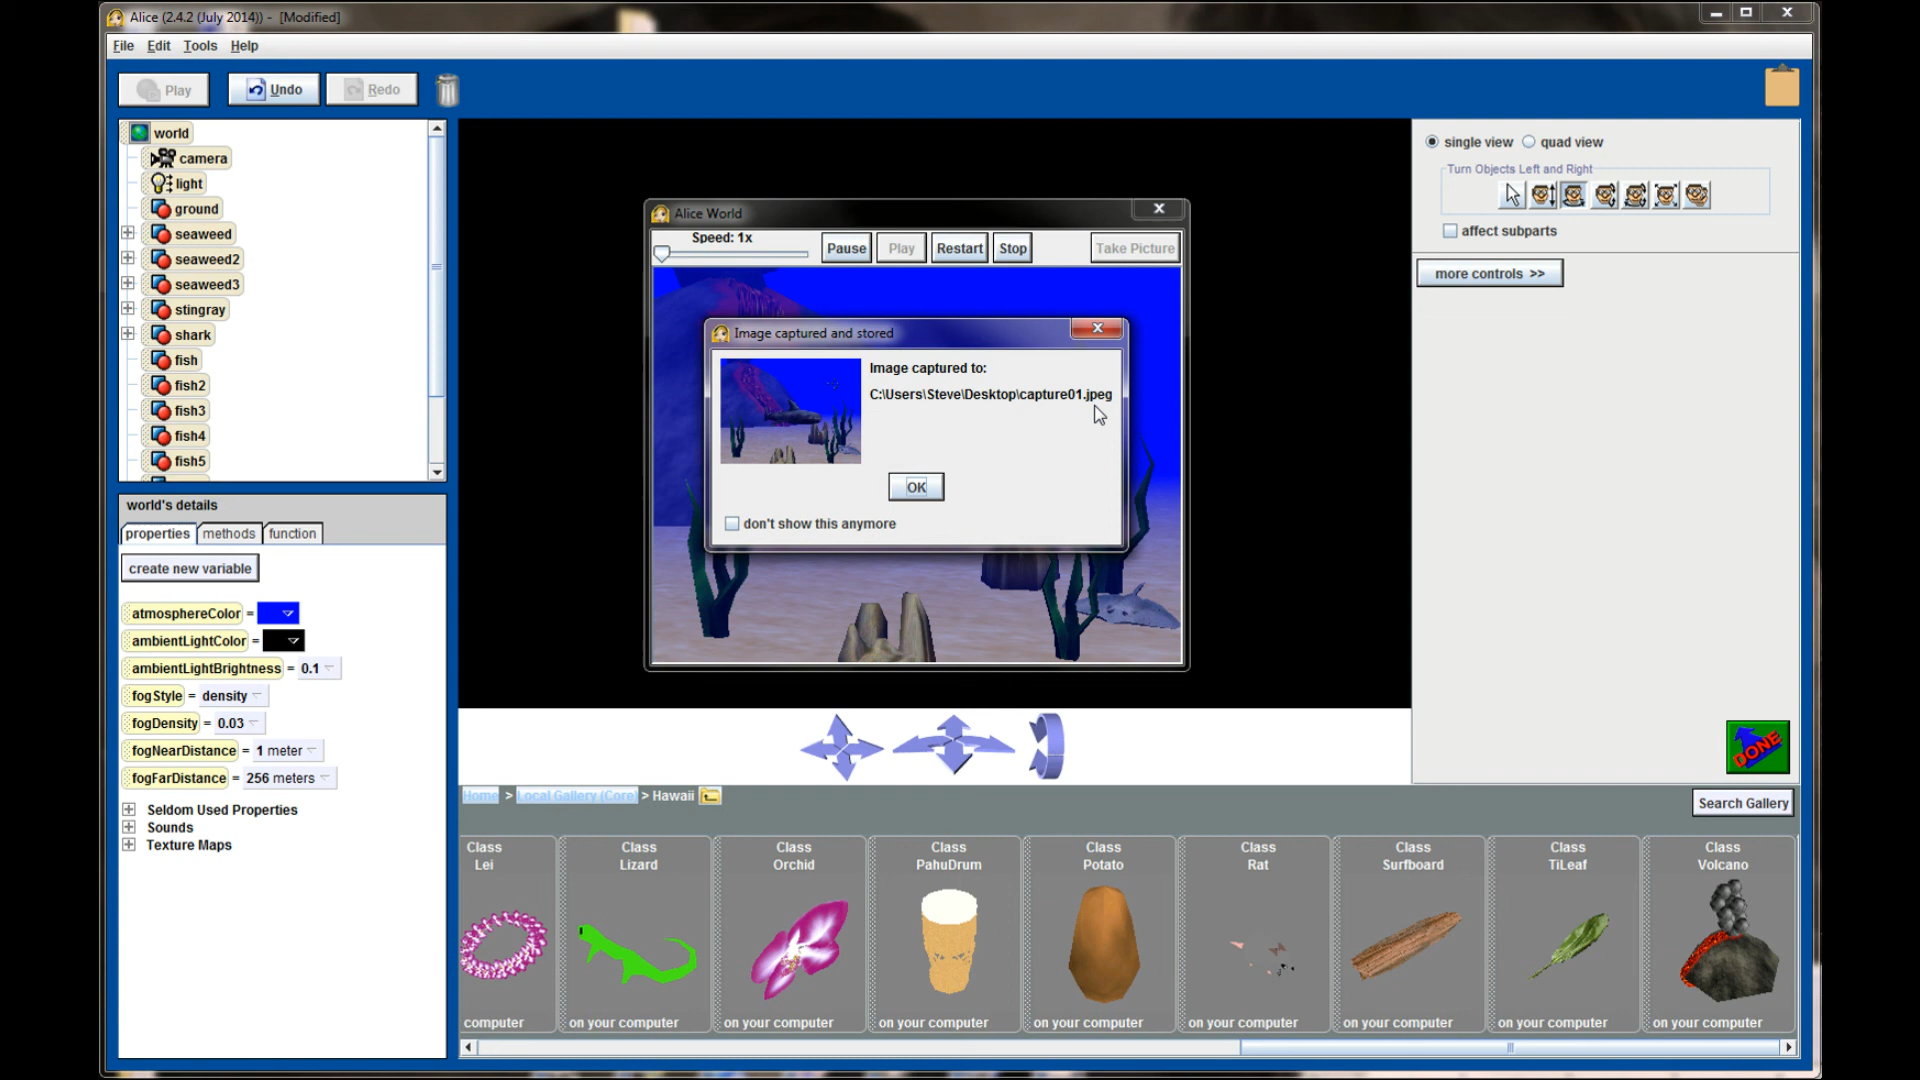 Alice (2.4.2 (July 2014)) - [Modified]
File Edit Tools Help
Play Undo Redo
world
camera
light
ground
seaweed
seaweed2
seaweed3
stingray
shark
fish
fish2
fish3
fish4
fish5
world's details
properties methods function
create new variable
atmosphereColor =
ambientLightColor =
ambientLightBrightness = 0.1
fogStyle = density
fogDensity = 0.03
fogNearDistance = 1 meter
fogFarDistance = 256 meters
Seldom Used Properties
Sounds
Texture Maps
Alice World
Speed: 1x
Pause Play Restart Stop Take Picture
Image captured and stored
Image captured to:
C:\Users\Steve\Desktop\capture01.jpeg
OK
don't show this anymore
single view quad view
Turn Objects Left and Right
affect subparts
more controls >>
DONE
Home > Local Gallery (Core) > Hawaii
Search Gallery
Class
Lei
computer
Class
Lizard
on your computer
Class
Orchid
on your computer
Class
PahuDrum
on your computer
Class
Potato
on your computer
Class
Rat
on your computer
Class
Surfboard
on your computer
Class
TiLeaf
on your computer
Class
Volcano
on your computer